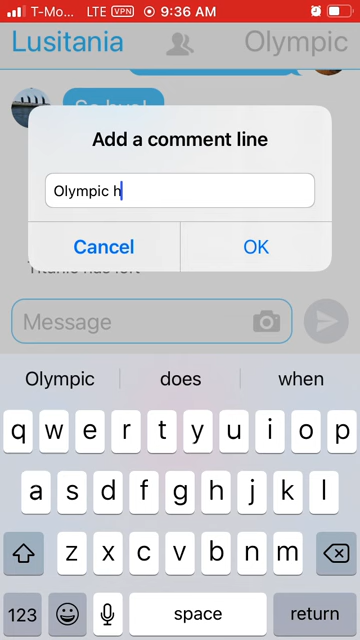 T-Mo... LTE VPN 9:36 AM
Lusitania Olympic
Add a comment line
Olympic h
Cancel OK
Titanic has left
Message
Olympic does when
q w e r t y u i o p
a s d f g h j k l
z x c v b n m
123 space return